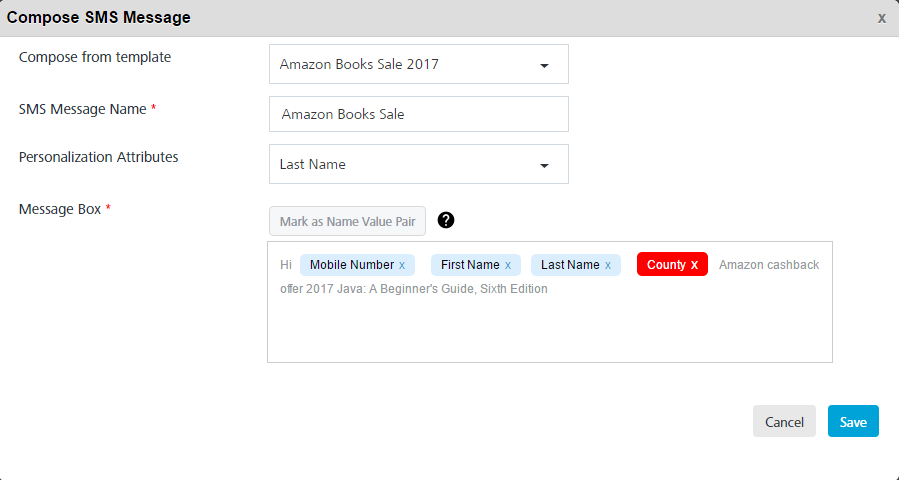 Compose SMS Message x
Compose from template Amazon Books Sale 2017
SMS Message Name * Amazon Books Sale
Personalization Attributes Last Name
Message Box * Mark as Name Value Pair ?
Hi Mobile Number x First Name x Last Name x County x Amazon cashback
offer 2017 Java: A Beginner's Guide, Sixth Edition
Cancel Save